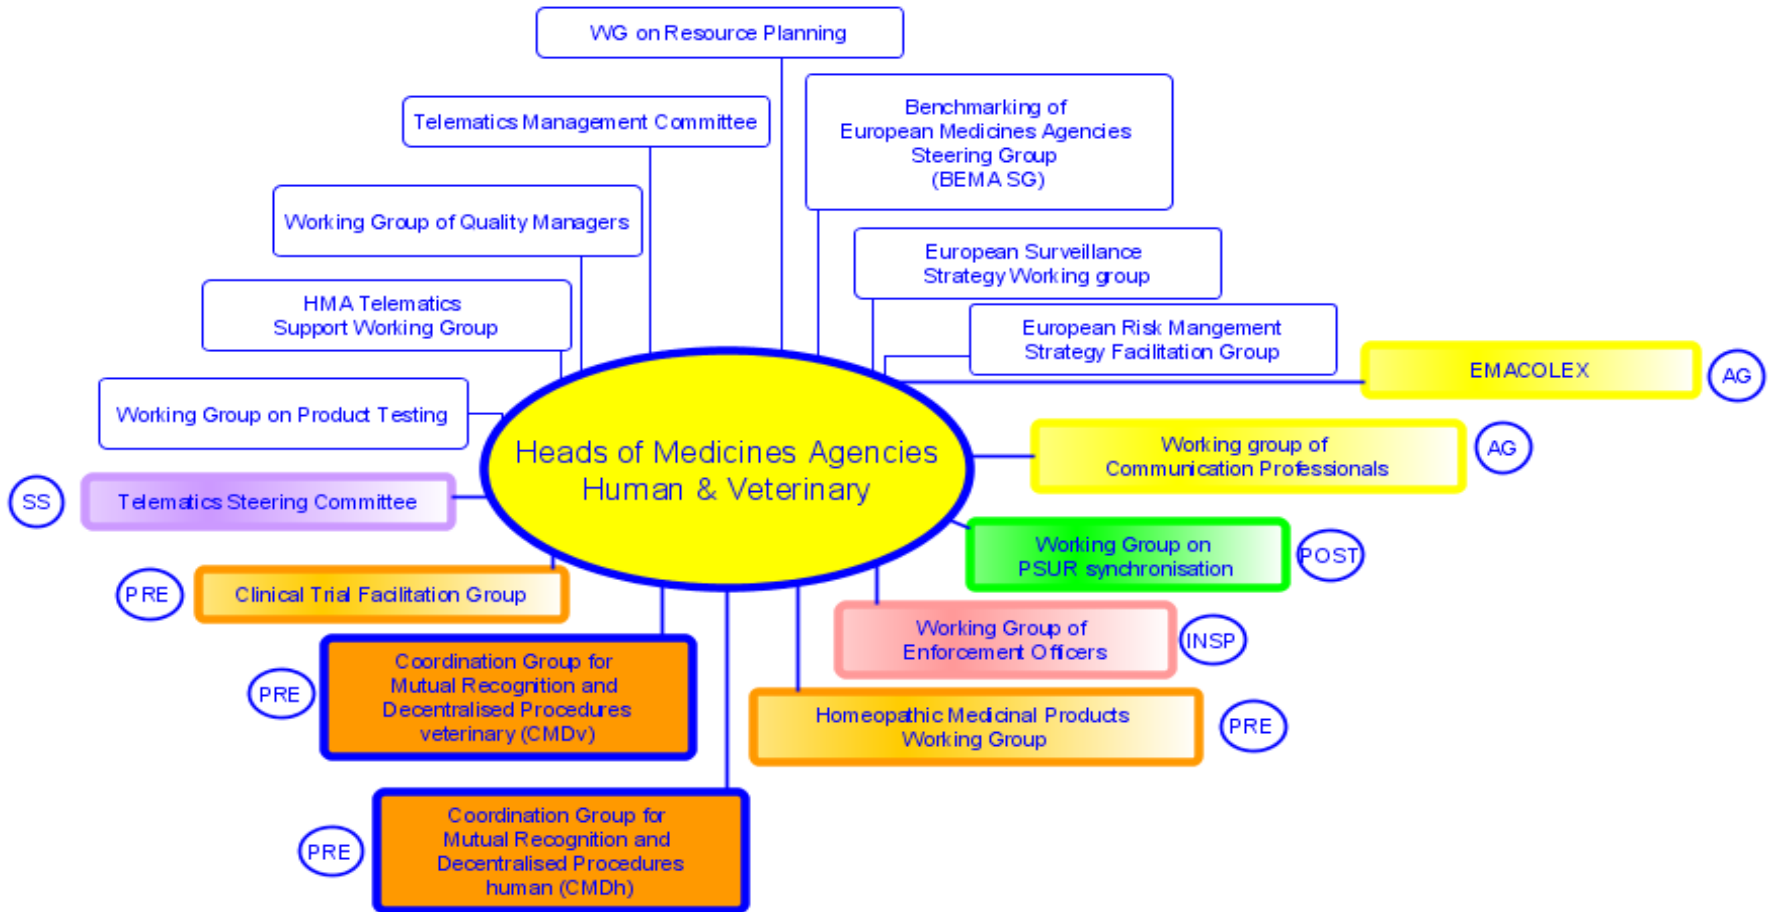 WG on Resource Planning
Telematics Management Committee
Benchmarking of
European Medicines Agencies
Steering Group
(BEMA SG)
Working Group of Quality Managers
European Surveillance
Strategy Working group
HMA Telematics
Support Working Group
European Risk Mangement
Strategy Facilitation Group
EMACOLEX
AG
Working Group on Product Testing
Heads of Medicines Agencies
Human & Veterinary
Working group of
Communication Professionals
AG
SS
Telematics Steering Committee
Working Group on
PSUR synchronisation
POST
PRE
Clinical Trial Facilitation Group
Working Group of
Enforcement Officers
INSP
PRE
Coordination Group for
Mutual Recognition and
Decentralised Procedures
veterinary (CMDv)
Homeopathic Medicinal Products
Working Group
PRE
PRE
Coordination Group for
Mutual Recognition and
Decentralised Procedures
human (CMDh)